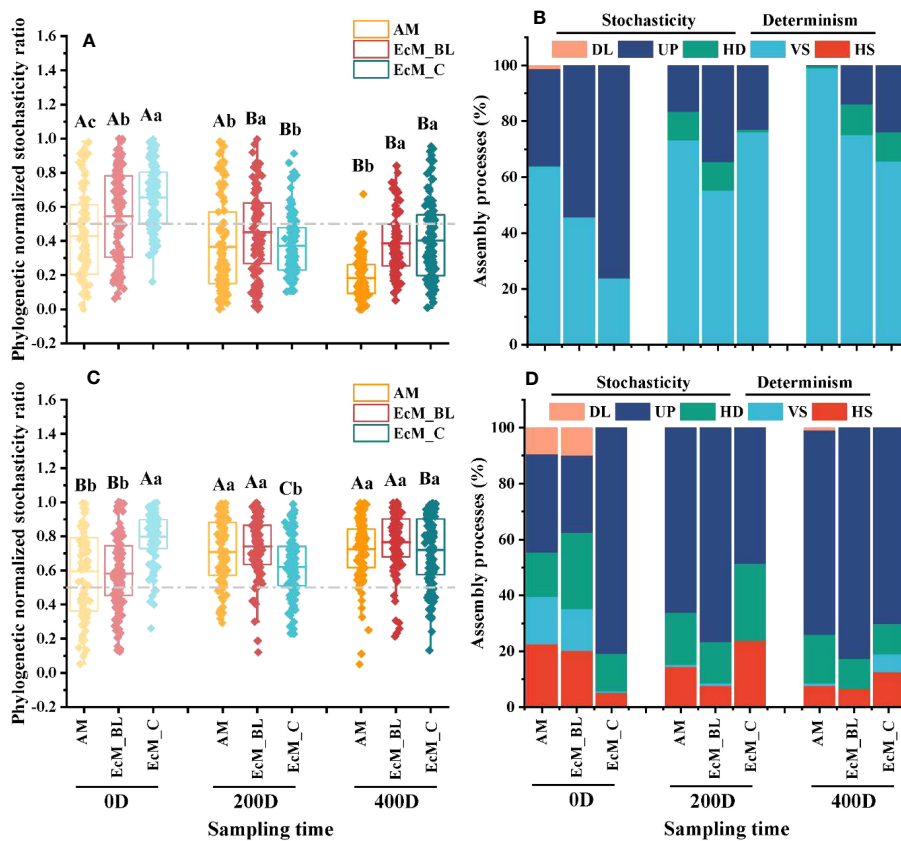 A
AM
EcM_BL
EcM_C
Phylogenetic normalized stochasticity ratio
1.6
1.4
1.2
1.0
0.8
0.6
0.4
0.2
0.0
-0.2
Ac Ab Aa Ab Ba Bb Bb Ba Ba
B
Stochasticity Determinism
DL UP HD VS HS
Assembly processes (%)
100
80
60
40
20
0
C
AM
EcM_BL
EcM_C
Phylogenetic normalized stochasticity ratio
1.6
1.4
1.2
1.0
0.8
0.6
0.4
0.2
0.0
-0.2
Bb Bb Aa Aa Aa Cb Aa Aa Ba
AM EcM_BL EcM_C AM EcM_BL EcM_C AM EcM_BL EcM_C
0D 200D 400D
Sampling time
D
Stochasticity Determinism
DL UP HD VS HS
Assembly processes (%)
100
80
60
40
20
0
AM EcM_BL EcM_C AM EcM_BL EcM_C AM EcM_BL EcM_C
0D 200D 400D
Sampling time